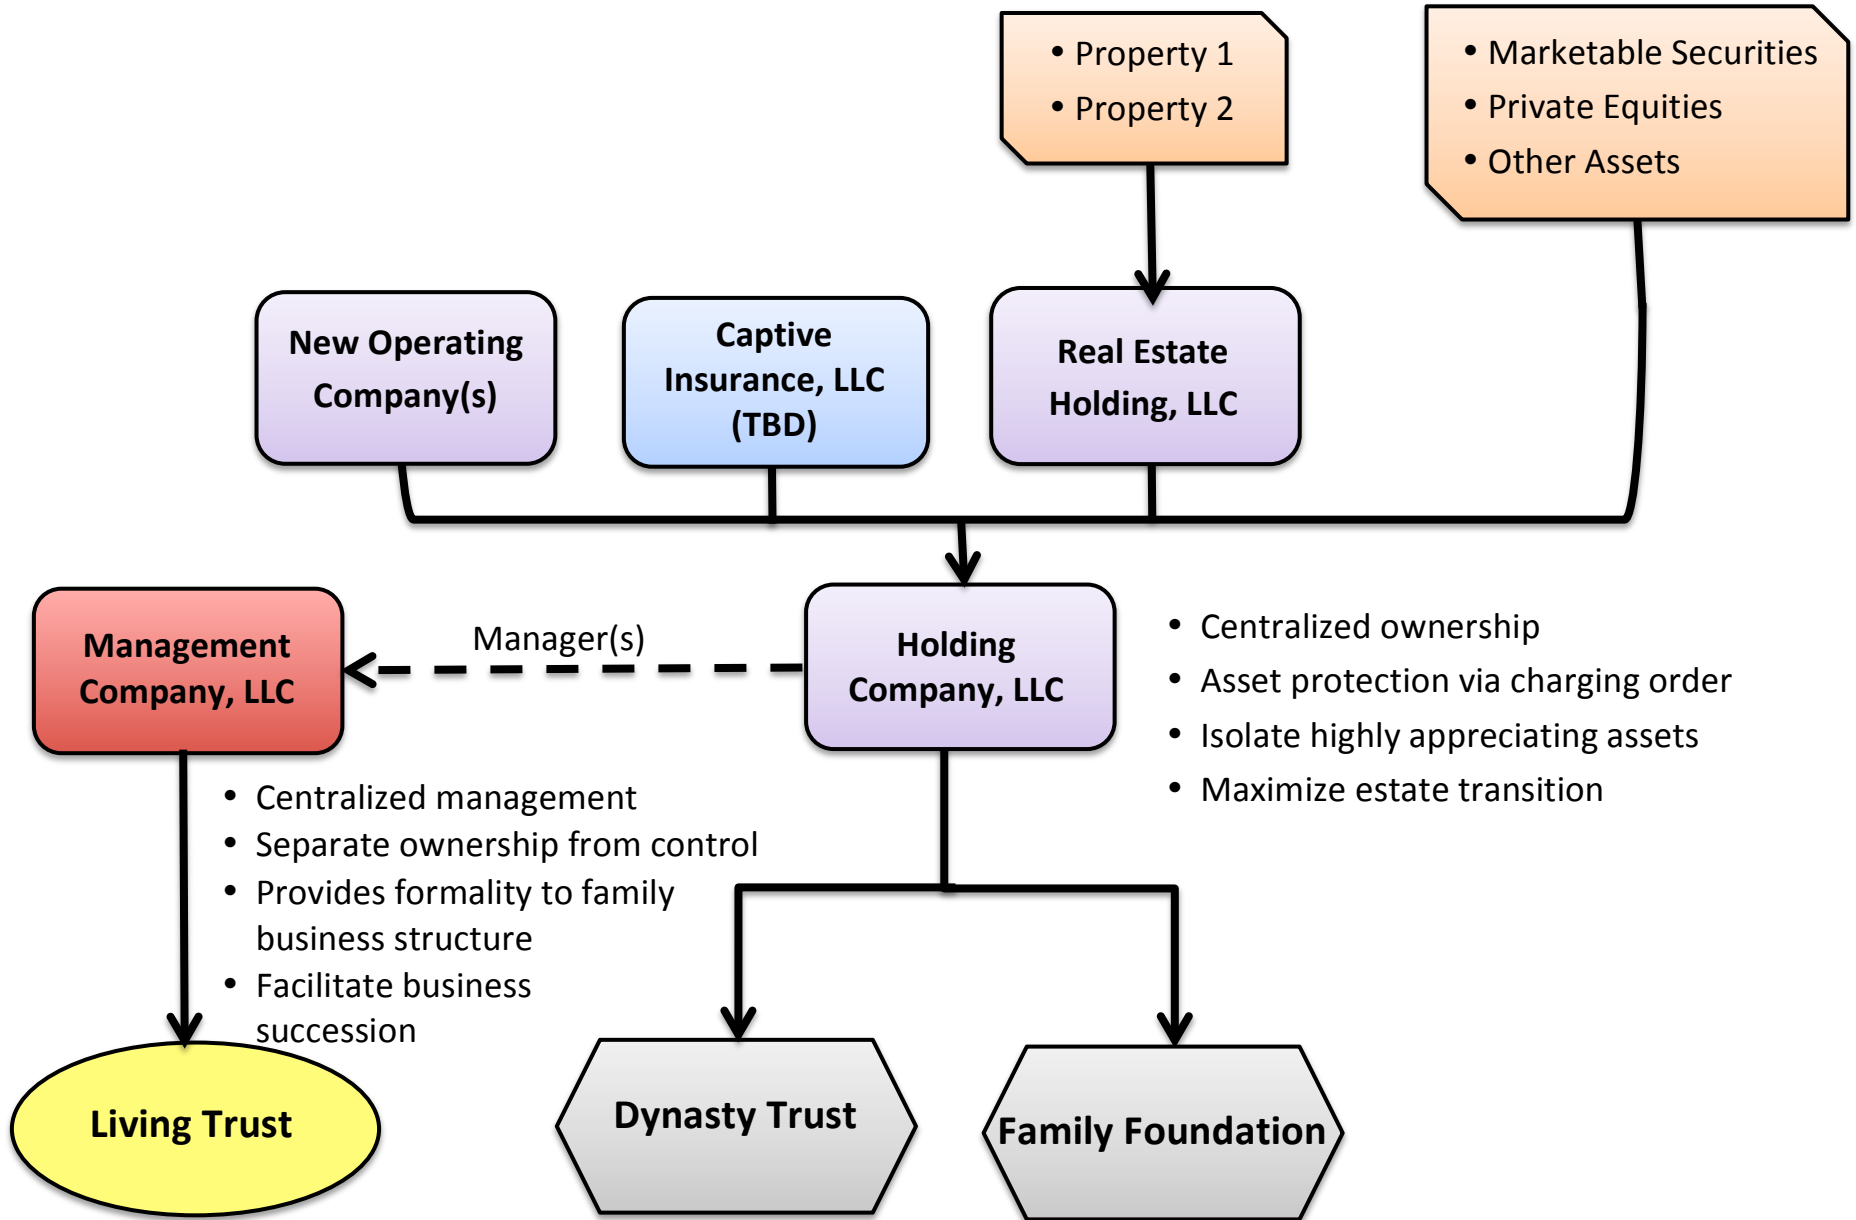 • Property 1
• Property 2
• Marketable Securities
• Private Equities
• Other Assets
New Operating
Company(s)
Captive
Insurance, LLC
(TBD)
Real Estate
Holding, LLC
Management
Company, LLC
Manager(s)
Holding
Company, LLC
• Centralized ownership
• Asset protection via charging order
• Isolate highly appreciating assets
• Maximize estate transition
• Centralized management
• Separate ownership from control
• Provides formality to family
business structure
• Facilitate business
succession
Living Trust
Dynasty Trust
Family Foundation